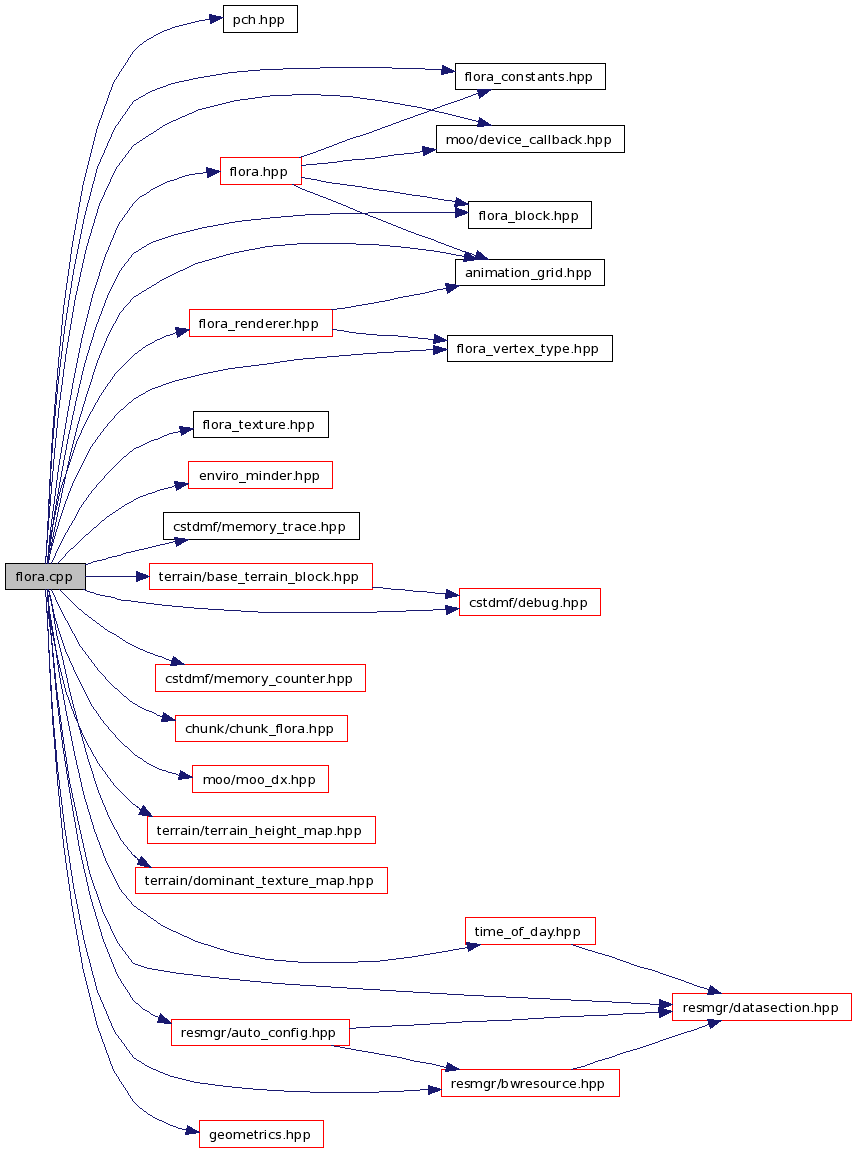 pch.hpp
flora_constants.hpp
moo/device_callback.hpp
flora.hpp
flora_block.hpp
animation_grid.hpp
flora_renderer.hpp
flora_vertex_type.hpp
flora_texture.hpp
enviro_minder.hpp
cstdmf/memory_trace.hpp
flora.cpp
terrain/base_terrain_block.hpp
cstdmf/debug.hpp
cstdmf/memory_counter.hpp
chunk/chunk_flora.hpp
moo/moo_dx.hpp
terrain/terrain_height_map.hpp
terrain/dominant_texture_map.hpp
time_of_day.hpp
resmgr/datasection.hpp
resmgr/auto_config.hpp
resmgr/bwresource.hpp
geometrics.hpp